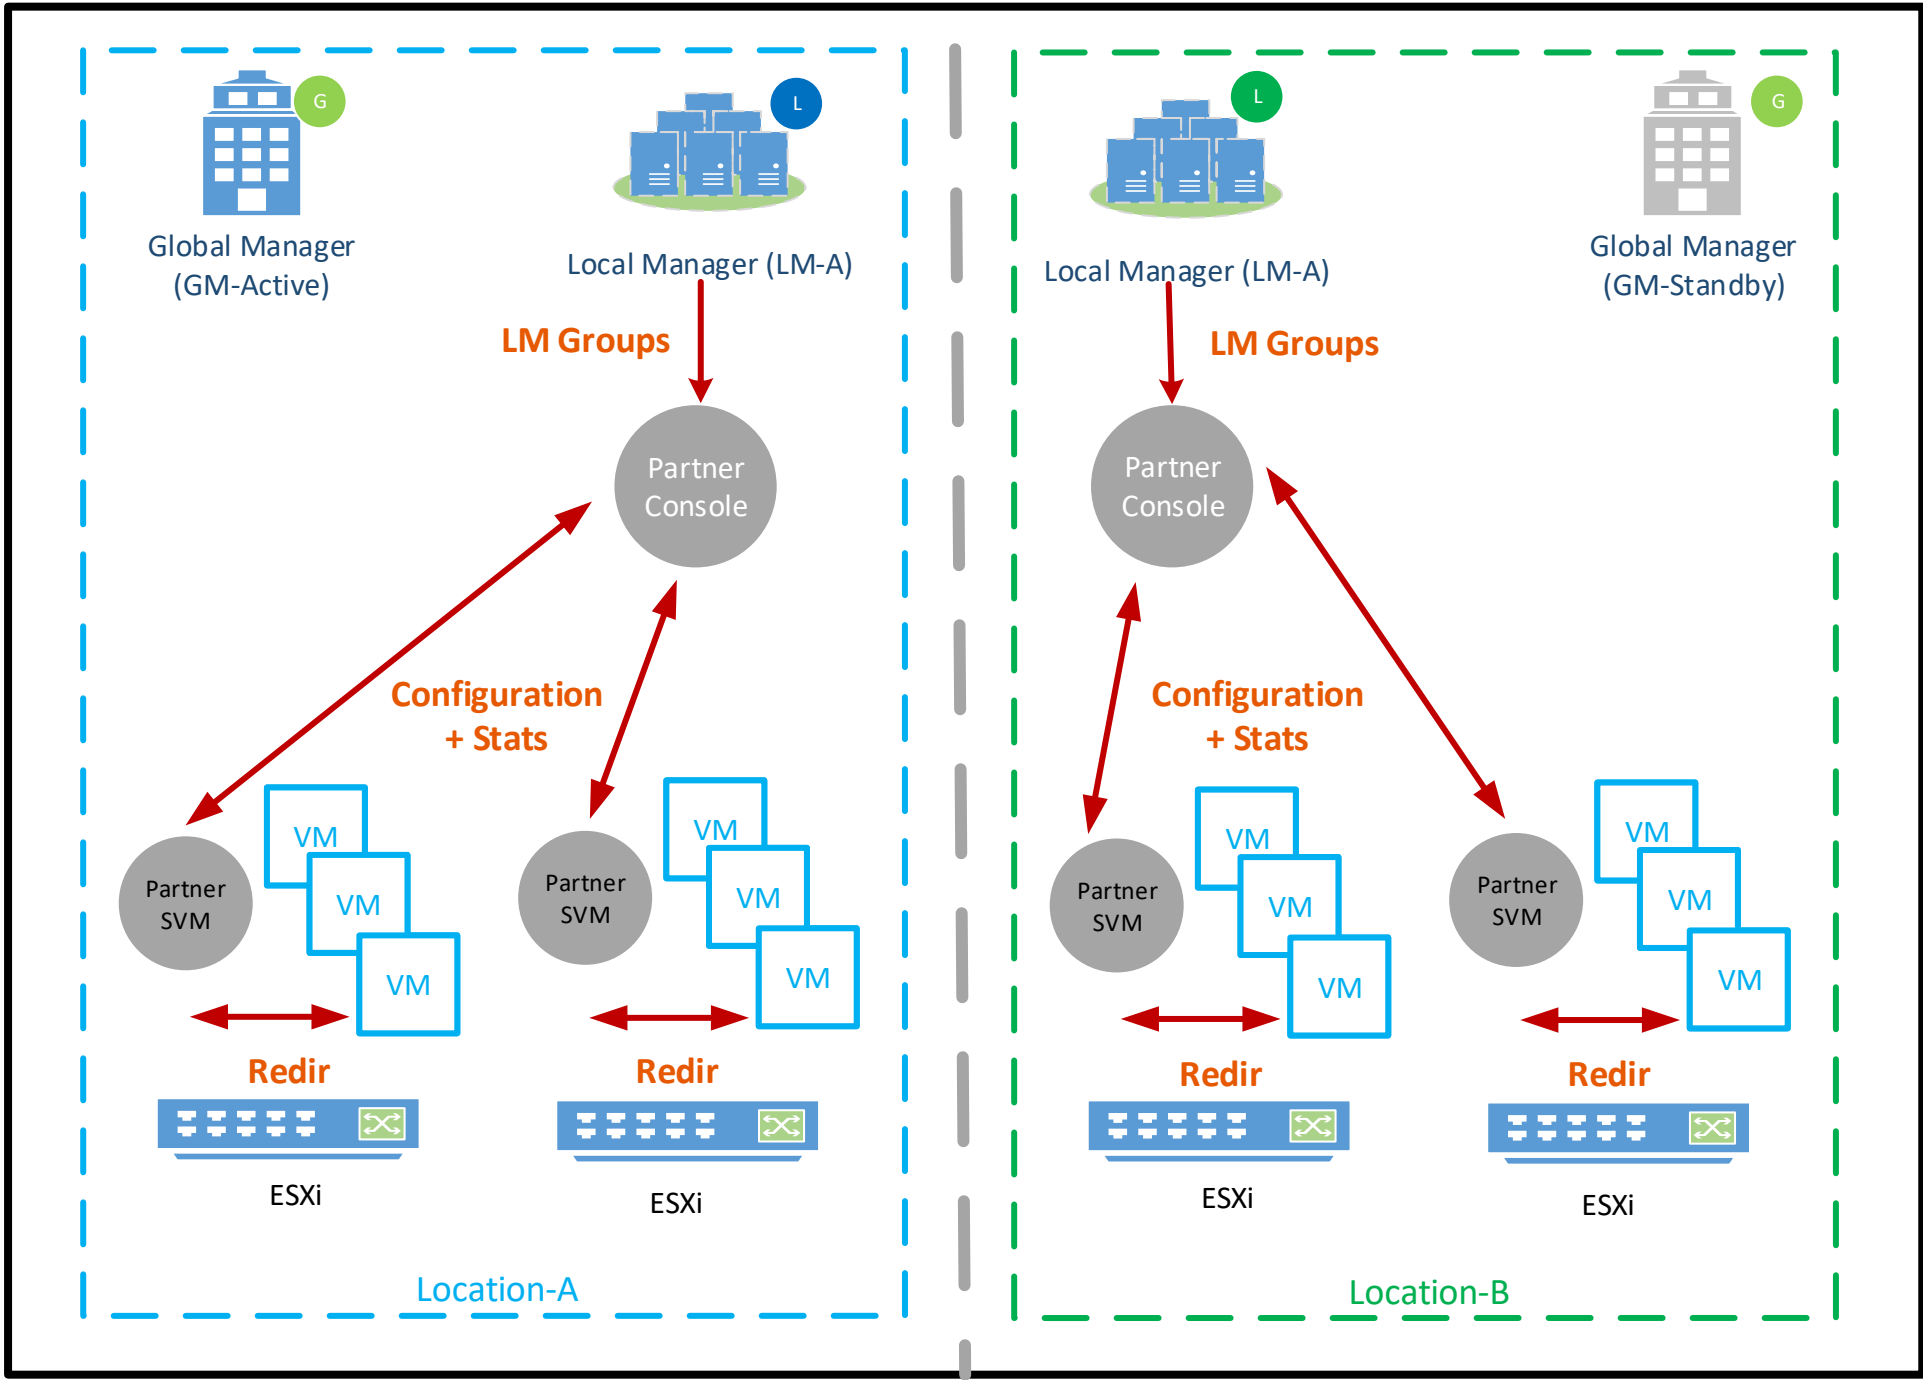 G
L
Global Manager
(GM-Active)
Local Manager (LM-A)
LM Groups
Partner
Console
Configuration
+ Stats
Partner
SVM
VM
VM
VM
Redir
ESXi
Partner
SVM
VM
VM
VM
Redir
ESXi
Location-A
L
G
Local Manager (LM-A)
Global Manager
(GM-Standby)
LM Groups
Partner
Console
Configuration
+ Stats
Partner
SVM
VM
VM
VM
Redir
ESXi
Partner
SVM
VM
VM
VM
Redir
ESXi
Location-B